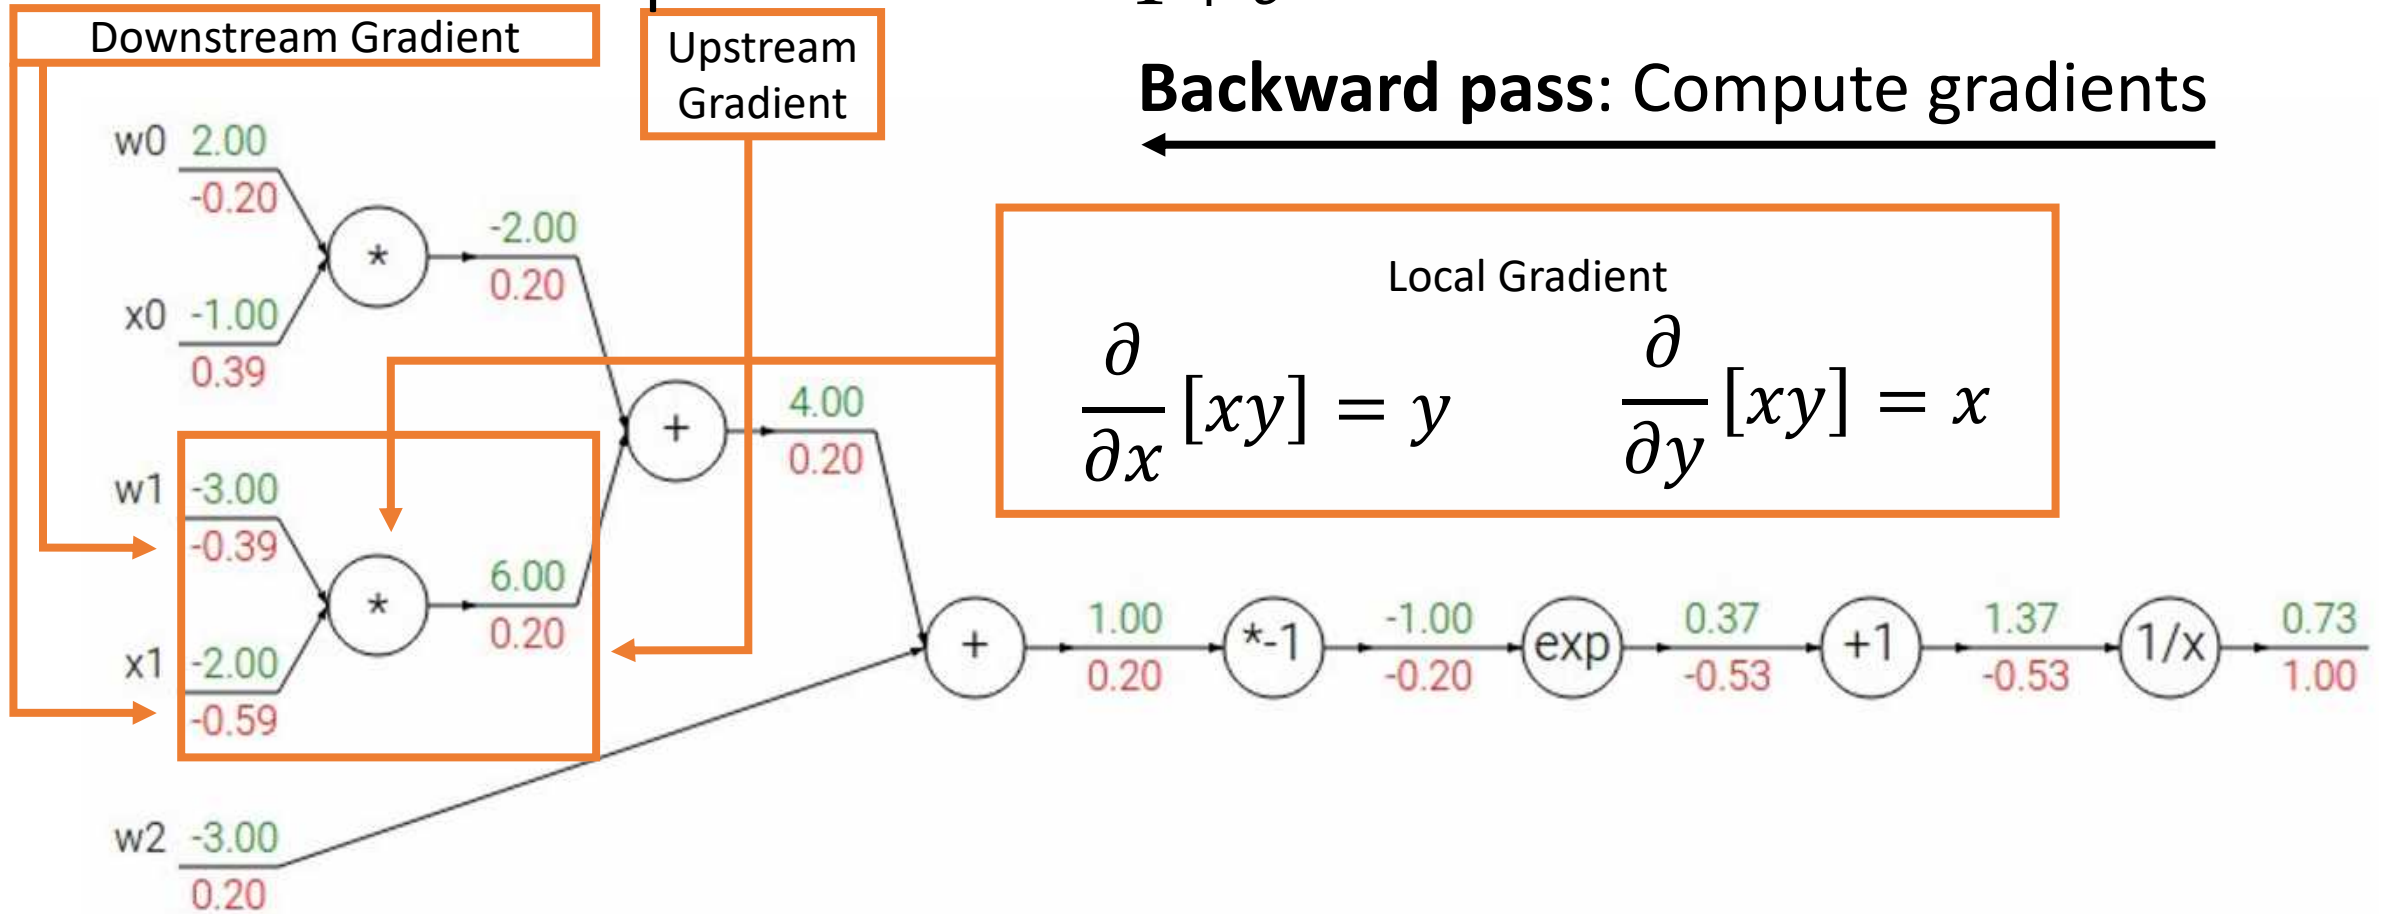 Downstream Gradient
Upstream
Gradient
Backward pass: Compute gradients
w0 2.00
-0.20
* -2.00
0.20
x0 -1.00
0.39
Local Gradient
∂/∂x [xy] = y    ∂/∂y [xy] = x
+ 4.00
0.20
w1 -3.00
-0.39
* 6.00
0.20
x1 -2.00
-0.59
+ 1.00 *-1 -1.00 exp 0.37 +1 1.37 1/x 0.73
0.20 -0.20 -0.53 -0.53 1.00
w2 -3.00
0.20